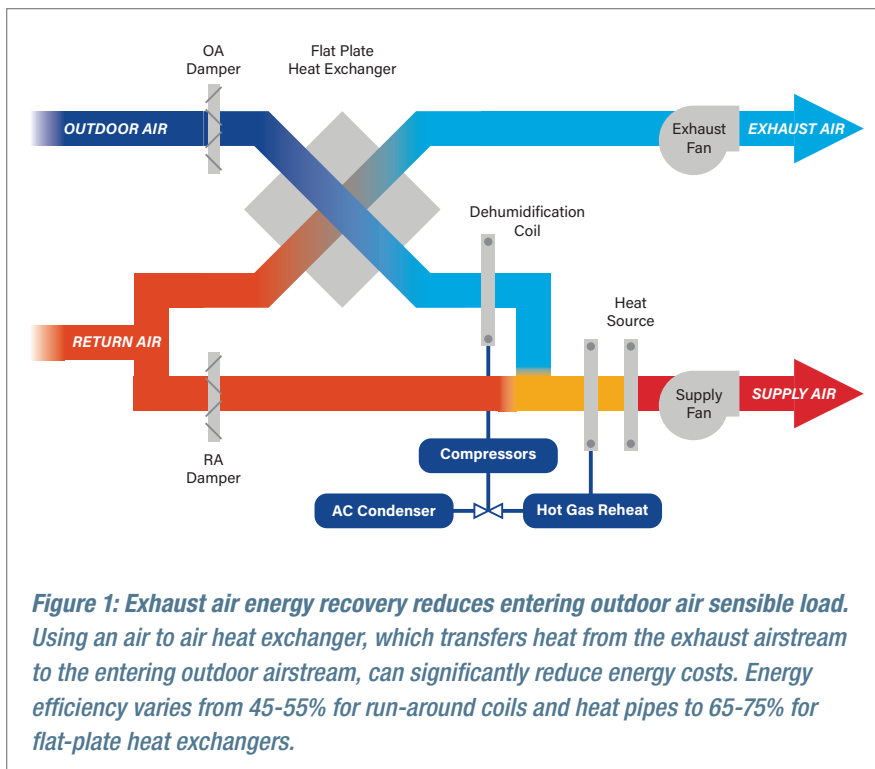 OA
Damper
Flat Plate
Heat Exchanger
OUTDOOR AIR
Exhaust
Fan
EXHAUST AIR
Dehumidification
Coil
Heat
Source
RETURN AIR
Supply
Fan
SUPPLY AIR
RA
Damper
Compressors
AC Condenser
Hot Gas Reheat
Figure 1: Exhaust air energy recovery reduces entering outdoor air sensible load.
Using an air to air heat exchanger, which transfers heat from the exhaust airstream
to the entering outdoor airstream, can significantly reduce energy costs. Energy
efficiency varies from 45-55% for run-around coils and heat pipes to 65-75% for
flat-plate heat exchangers.